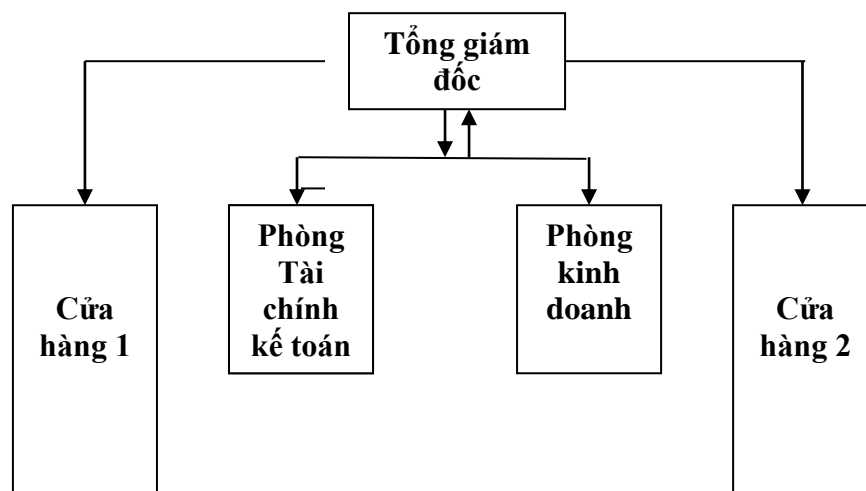 Tổng giám
đốc
Phòng
Tài
chính
kế toán
Phòng
kinh
doanh
Cửa
hàng 1
Cửa
hàng 2